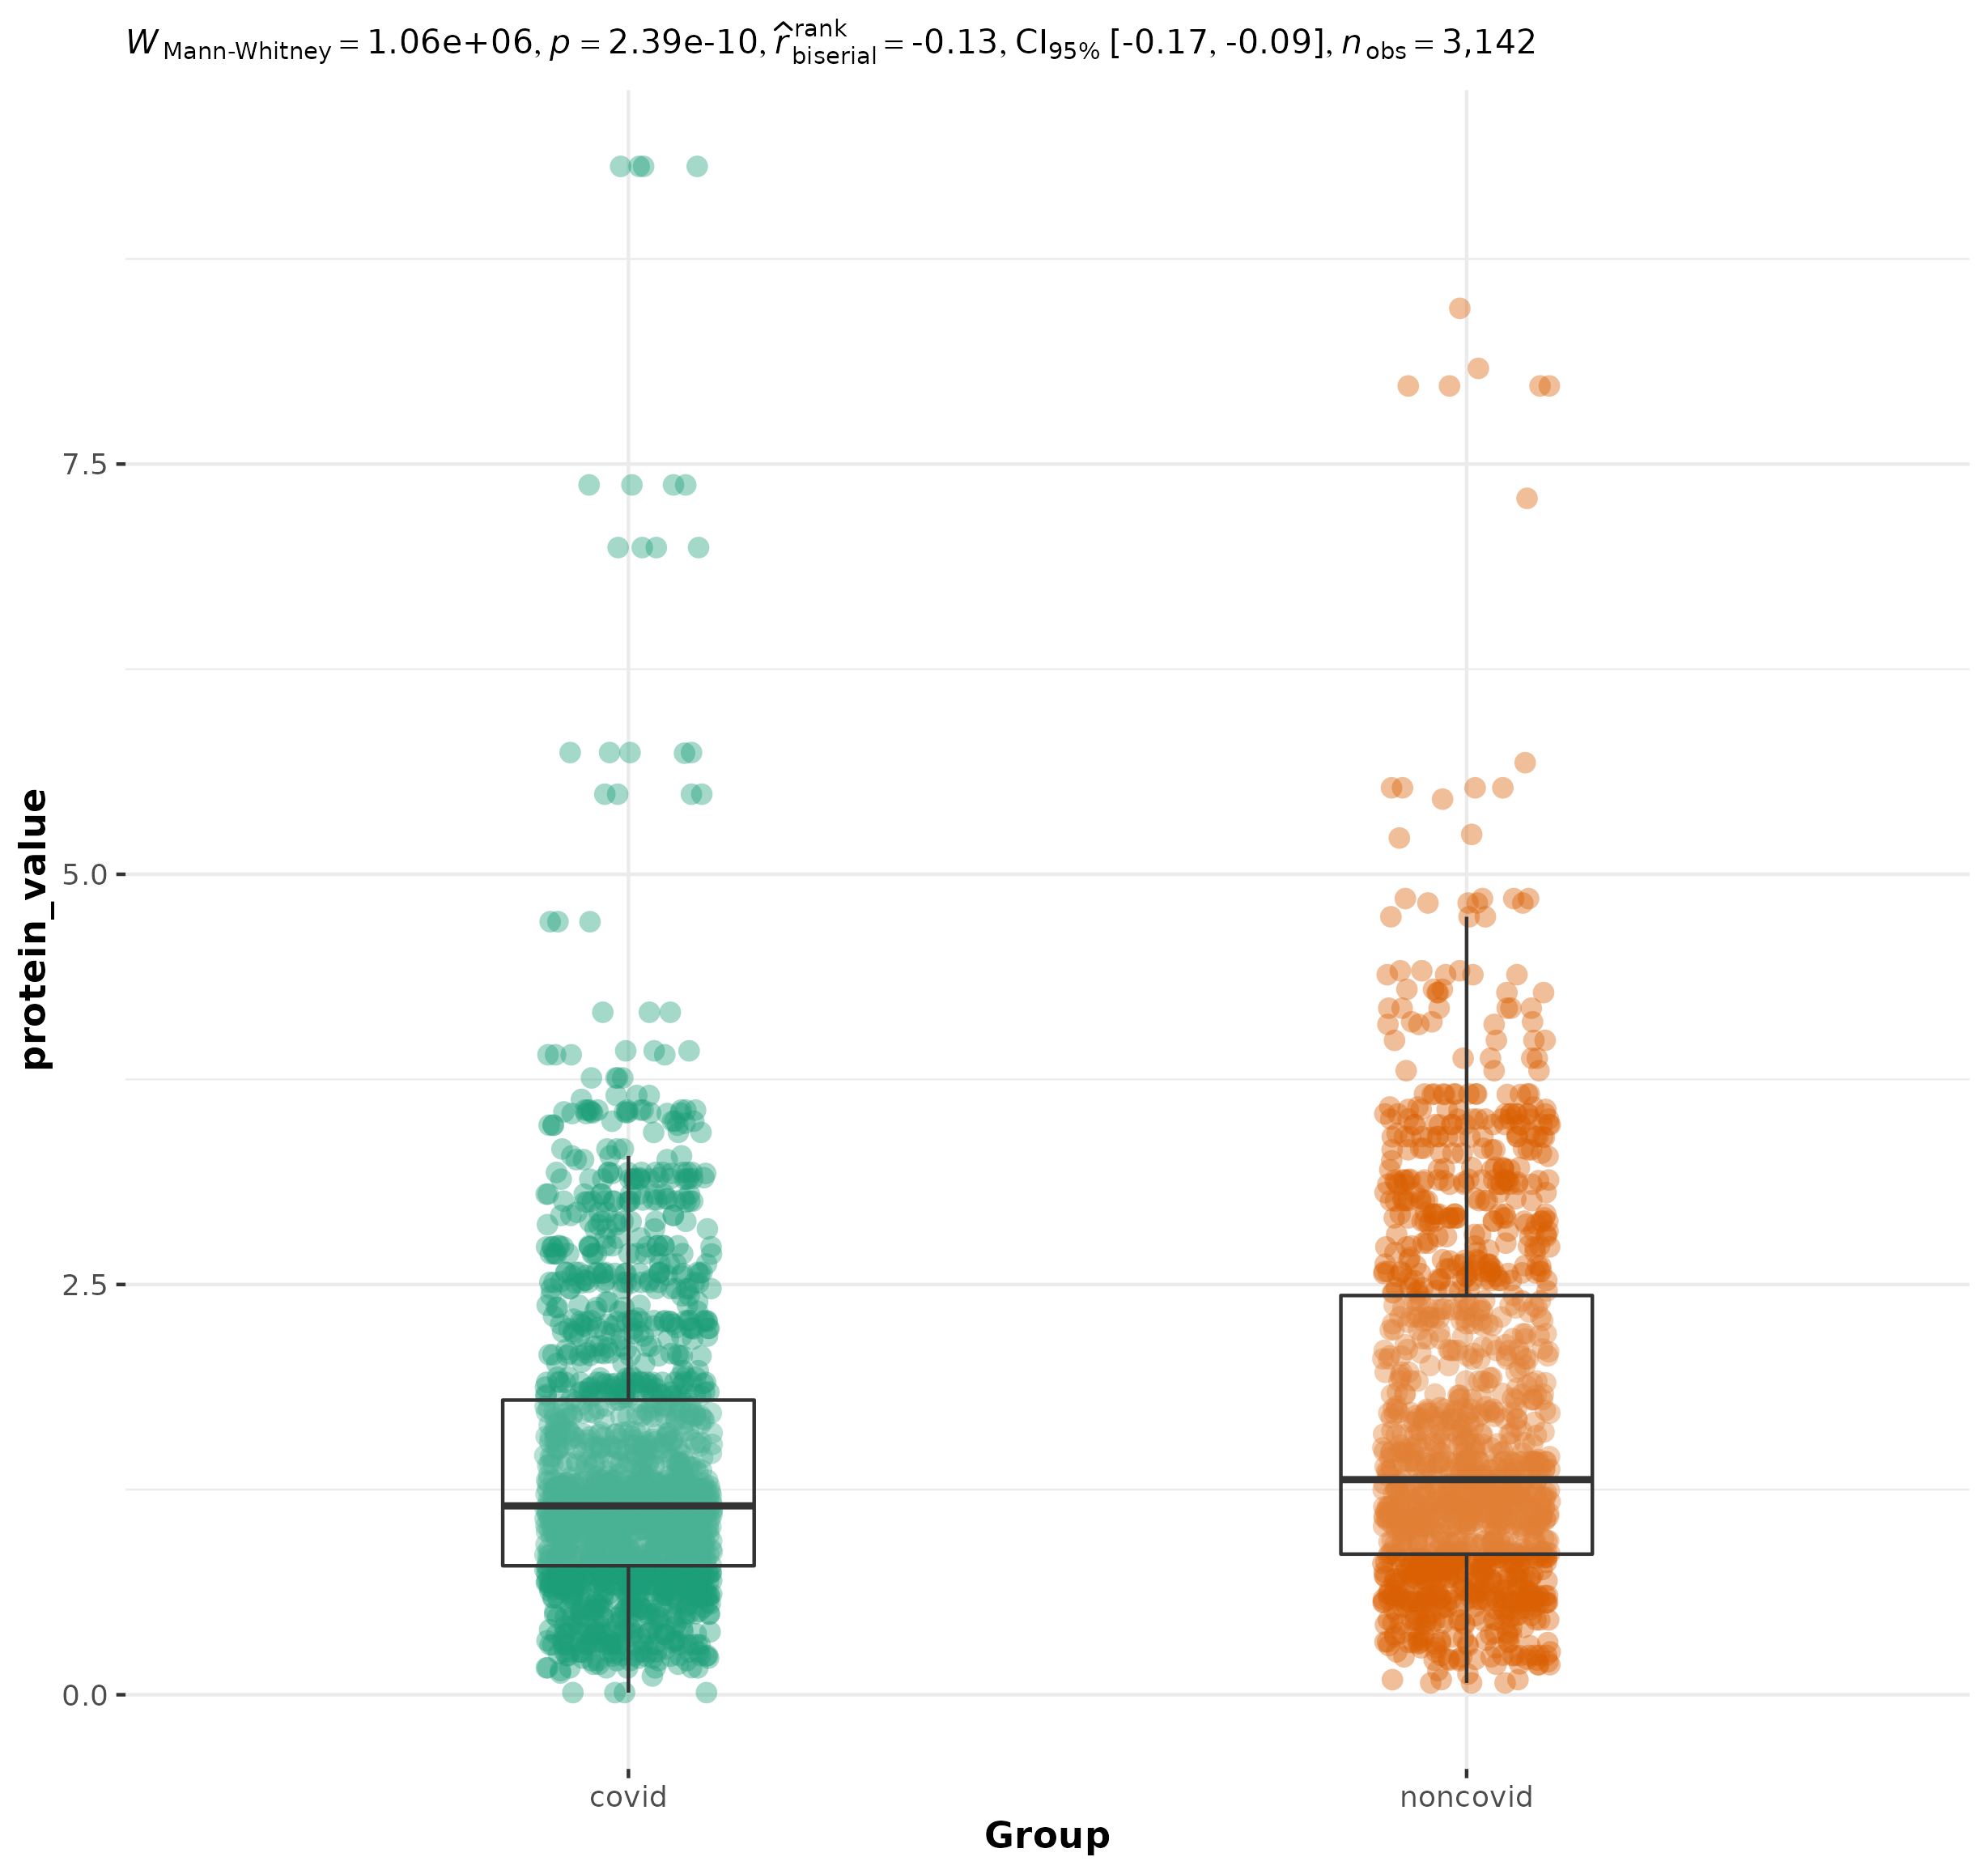 W Mann-Whitney = 1.06e+06, p = 2.39e-10, r̂ rank biserial = -0.13, CI95% [-0.17, -0.09], n obs = 3,142
7.5
5.0
2.5
0.0
protein_value
covid noncovid
Group